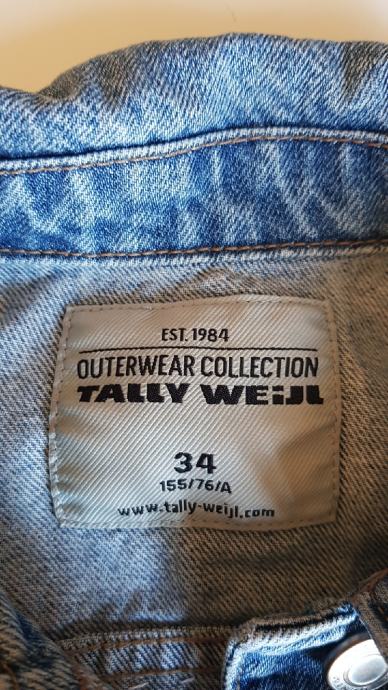 EST. 1984
OUTERWEAR COLLECTION
TALLY WEiJL
34
155/76/A
www.tally-weijl.com